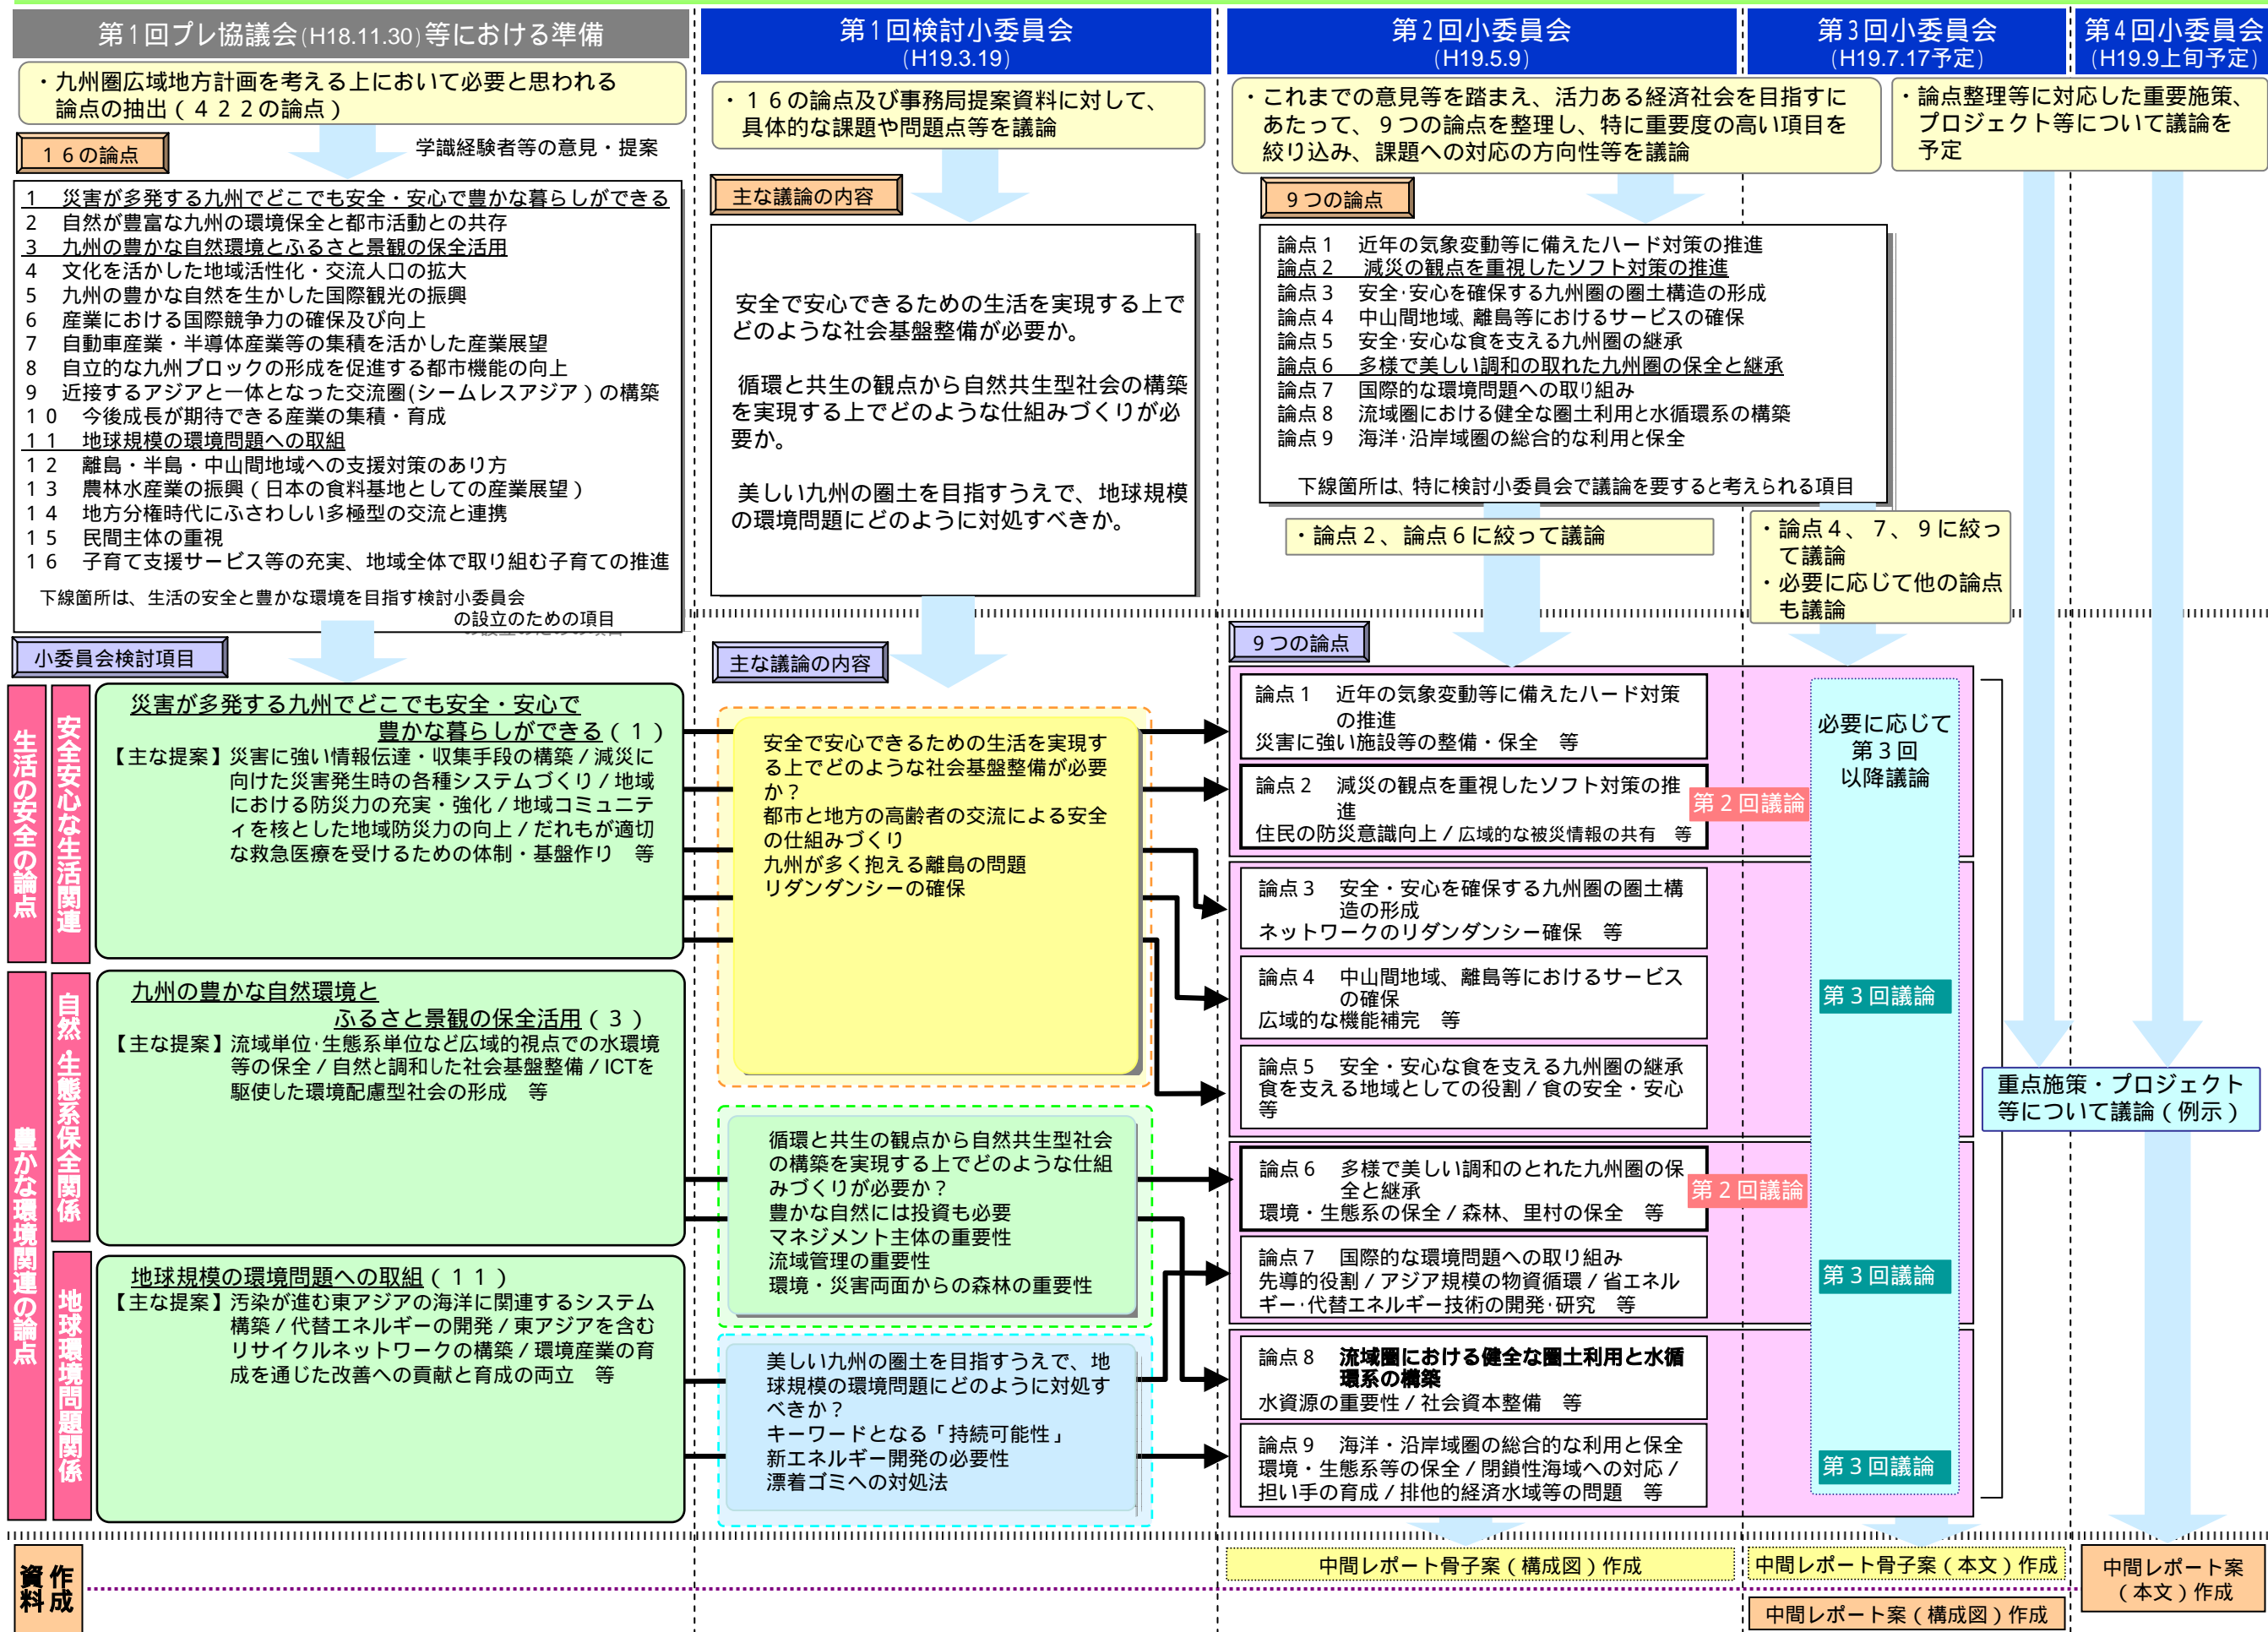 第1回プレ協議会(H18.11.30)等における準備
・九州圏広域地方計画を考える上において必要と思われる
論点の抽出（４２２の論点）
学識経験者等の意見・提案
１６の論点
1 災害が多発する九州でどこでも安全・安心で豊かな暮らしができる
2 自然が豊富な九州の環境保全と都市活動との共存
3 九州の豊かな自然環境とふるさと景観の保全活用
4 文化を活かした地域活性化・交流人口の拡大
5 九州の豊かな自然を生かした国際観光の振興
6 産業における国際競争力の確保及び向上
7 自動車産業・半導体産業等の集積を活かした産業展望
8 自立的な九州ブロックの形成を促進する都市機能の向上
9 近接するアジアと一体となった交流圏(シームレスアジア）の構築
１０ 今後成長が期待できる産業の集積・育成
１１ 地球規模の環境問題への取組
１２ 離島・半島・中山間地域への支援対策のあり方
１３ 農林水産業の振興（日本の食料基地としての産業展望）
１４ 地方分権時代にふさわしい多極型の交流と連携
１５ 民間主体の重視
１６ 子育て支援サービス等の充実、地域全体で取り組む子育ての推進
下線箇所は、生活の安全と豊かな環境を目指す検討小委員会
の設立のための項目
第1回検討小委員会
(H19.3.19)
・１６の論点及び事務局提案資料に対して、
具体的な課題や問題点等を議論
主な議論の内容
安全で安心できるための生活を実現する上で
どのような社会基盤整備が必要か。
循環と共生の観点から自然共生型社会の構築
を実現する上でどのような仕組みづくりが必
要か。
美しい九州の圏土を目指すうえで、地球規模
の環境問題にどのように対処すべきか。
第2回小委員会
(H19.5.9)
・これまでの意見等を踏まえ、活力ある経済社会を目指すに
あたって、９つの論点を整理し、特に重要度の高い項目を
絞り込み、課題への対応の方向性等を議論
９つの論点
論点１ 近年の気象変動等に備えたハード対策の推進
論点２ 減災の観点を重視したソフト対策の推進
論点３ 安全・安心を確保する九州圏の圏土構造の形成
論点４ 中山間地域、離島等におけるサービスの確保
論点５ 安全・安心な食を支える九州圏の継承
論点６ 多様で美しい調和の取れた九州圏の保全と継承
論点７ 国際的な環境問題への取り組み
論点８ 流域圏における健全な圏土利用と水循環系の構築
論点９ 海洋・沿岸域圏の総合的な利用と保全
下線箇所は、特に検討小委員会で議論を要すると考えられる項目
・論点２、論点６に絞って議論
第3回小委員会
(H19.7.17予定)
第4回小委員会
(H19.9上旬予定)
・論点整理等に対応した重要施策、
プロジェクト等について議論を
予定
・論点４、７、９に絞っ
て議論
・必要に応じて他の論点
も議論
小委員会検討項目
生活の安全の論点
安全安心な生活関連
災害が多発する九州でどこでも安全・安心で
豊かな暮らしができる（１）
【主な提案】災害に強い情報伝達・収集手段の構築／減災に
向けた災害発生時の各種システムづくり／地域
における防災力の充実・強化／地域コミュニテ
ィを核とした地域防災力の向上／だれもが適切
な救急医療を受けるための体制・基盤作り 等
豊かな環境関連の論点
自然・生態系保全関係
九州の豊かな自然環境と
ふるさと景観の保全活用（３）
【主な提案】流域単位・生態系単位など広域的視点での水環境
等の保全／自然と調和した社会基盤整備／ICTを
駆使した環境配慮型社会の形成 等
地球環境問題関係
地球規模の環境問題への取組（１１）
【主な提案】汚染が進む東アジアの海洋に関連するシステム
構築／代替エネルギーの開発／東アジアを含む
リサイクルネットワークの構築／環境産業の育
成を通じた改善への貢献と育成の両立 等
主な議論の内容
安全で安心できるための生活を実現す
る上でどのような社会基盤整備が必要
か？
都市と地方の高齢者の交流による安全
の仕組みづくり
九州が多く抱える離島の問題
リダンダンシーの確保
循環と共生の観点から自然共生型社会
の構築を実現する上でどのような仕組
みづくりが必要か？
豊かな自然には投資も必要
マネジメント主体の重要性
流域管理の重要性
環境・災害両面からの森林の重要性
美しい九州の圏土を目指すうえで、地
球規模の環境問題にどのように対処す
べきか？
キーワードとなる「持続可能性」
新エネルギー開発の必要性
漂着ゴミへの対処法
９つの論点
論点１ 近年の気象変動等に備えたハード対策
の推進
災害に強い施設等の整備・保全 等
論点２ 減災の観点を重視したソフト対策の推
進
住民の防災意識向上／広域的な被災情報の共有 等
第２回議論
論点３ 安全・安心を確保する九州圏の圏土構
造の形成
ネットワークのリダンダンシー確保 等
論点４ 中山間地域、離島等におけるサービス
の確保
広域的な機能補完 等
論点５ 安全・安心な食を支える九州圏の継承
食を支える地域としての役割／食の安全・安心
等
論点６ 多様で美しい調和のとれた九州圏の保
全と継承
環境・生態系の保全／森林、里村の保全 等
第２回議論
論点７ 国際的な環境問題への取り組み
先導的役割／アジア規模の物資循環／省エネル
ギー・代替エネルギー技術の開発・研究 等
論点８ 流域圏における健全な圏土利用と水循
環系の構築
水資源の重要性／社会資本整備 等
論点９ 海洋・沿岸域圏の総合的な利用と保全
環境・生態系等の保全／閉鎖性海域への対応／
担い手の育成／排他的経済水域等の問題 等
必要に応じて
第３回
以降議論
第３回議論
第３回議論
第３回議論
重点施策・プロジェクト
等について議論（例示）
作成
資料
中間レポート骨子案（構成図）作成
中間レポート骨子案（本文）作成
中間レポート案（構成図）作成
中間レポート案
（本文）作成